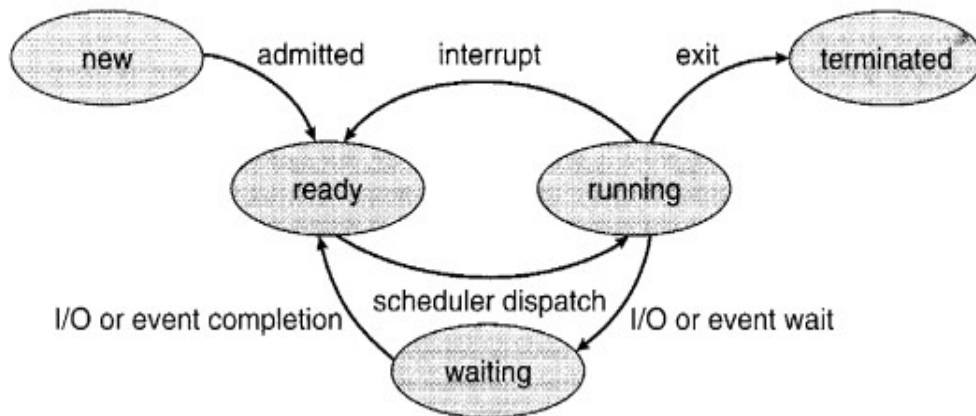 new
admitted
interrupt
exit
terminated
ready
running
I/O or event completion
scheduler dispatch
I/O or event wait
waiting